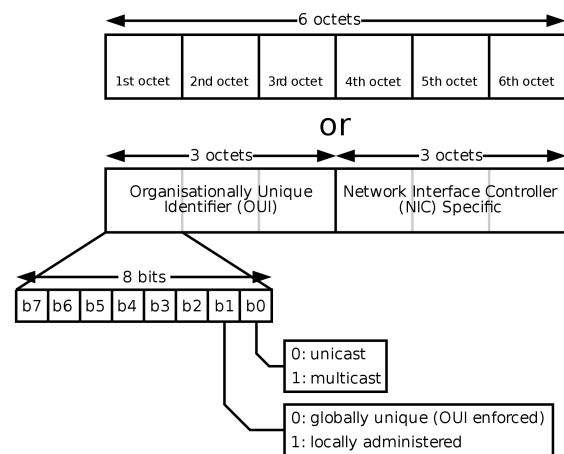 6 octets
1st octet 2nd octet 3rd octet 4th octet 5th octet 6th octet
or
3 octets 3 octets
Organisationally Unique Identifier (OUI)
Network Interface Controller (NIC) Specific
8 bits
b7 b6 b5 b4 b3 b2 b1 b0
0: unicast
1: multicast
0: globally unique (OUI enforced)
1: locally administered